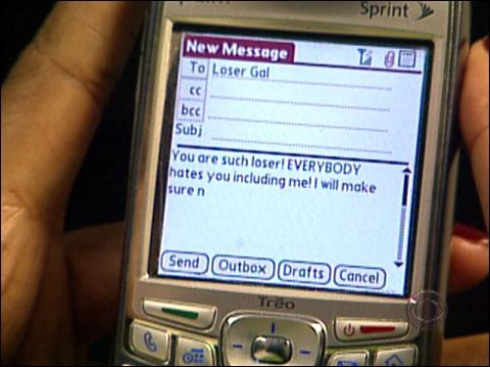 Sprint
New Message
To Loser Gal
cc
bcc
Subj
You are such loser! EVERYBODY
hates you including me! I will make
sure n
Send Outbox Drafts Cancel
Treo